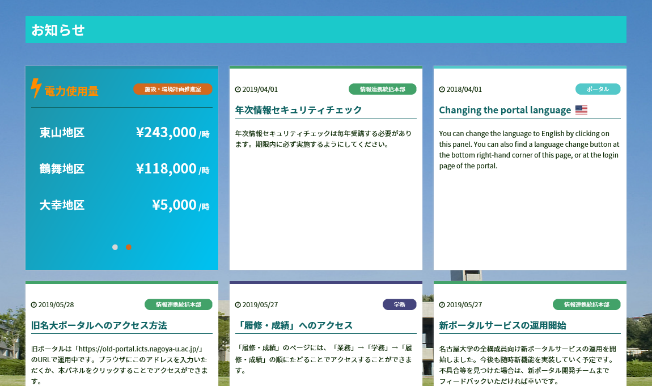 お知らせ
電力使用量
施設・環境計画推進室
東山地区 ¥243,000 /時
鶴舞地区 ¥118,000 /時
大幸地区 ¥5,000 /時
2019/04/01 情報連携統括本部
年次情報セキュリティチェック
年次情報セキュリティチェックは毎年受講する必要があり
ます。期限内に必ず実施するようにしてください。
2018/04/01 ポータル
Changing the portal language
You can change the language to English by clicking on
this panel. You can also find a language change button at
the bottom right-hand corner of this page, or at the login
page of the portal.
2019/05/28 情報連携統括本部
旧名大ポータルへのアクセス方法
旧ポータルは「https://old-portal.icts.nagoya-u.ac.jp/」
のURLで運用中です。ブラウザにこのアドレスを入力いた
だくか、本パネルをクリックすることでアクセスができま
す。
2019/05/27 学務
「履修・成績」へのアクセス
「履修・成績」のページには、「業務」→「学務」→「履
修・成績」の順にたどることでアクセスすることができま
す。
2019/05/27 情報連携統括本部
新ポータルサービスの運用開始
名古屋大学の全構成員向け新ポータルサービスの運用を開
始しました。今後も随時新機能を実装していく予定です。
不具合等を見つけた場合は、新ポータル開発チームまで
フィードバックいただければ幸いです。